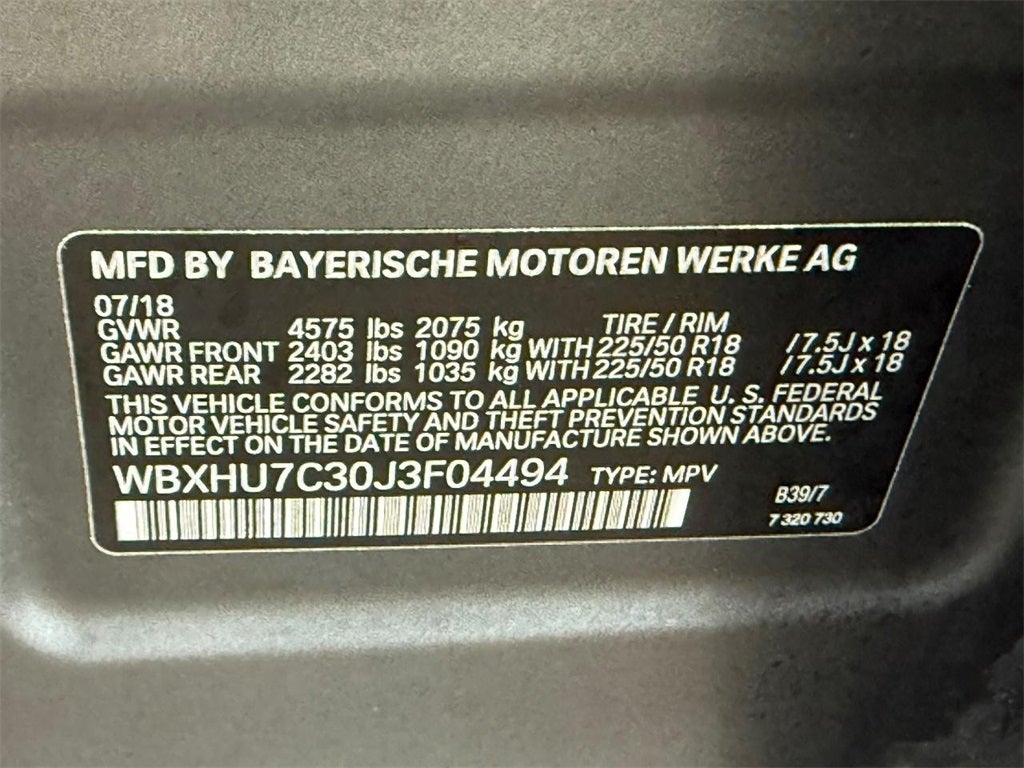 MFD BY BAYERISCHE MOTOREN WERKE AG
07/18
GVWR 4575 lbs 2075 kg TIRE / RIM
GAWR FRONT 2403 lbs 1090 kg WITH 225/50 R18 /7.5J x 18
GAWR REAR 2282 lbs 1035 kg WITH 225/50 R18 /7.5J x 18
THIS VEHICLE CONFORMS TO ALL APPLICABLE U. S. FEDERAL
MOTOR VEHICLE SAFETY AND THEFT PREVENTION STANDARDS
IN EFFECT ON THE DATE OF MANUFACTURE SHOWN ABOVE.
WBXHU7C30J3F04494 TYPE: MPV
B39/7
7 320 730